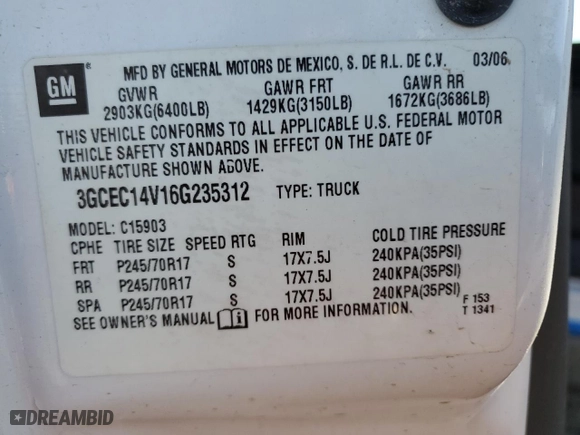 GM ®
MFD BY GENERAL MOTORS DE MEXICO, S. DE R.L. DE C.V. 03/06
GVWR GAWR FRT GAWR RR
2903KG(6400LB) 1429KG(3150LB) 1672KG(3686LB)
THIS VEHICLE CONFORMS TO ALL APPLICABLE U.S. FEDERAL MOTOR
VEHICLE SAFETY STANDARDS IN EFFECT ON THE DATE OF
MANUFACTURE SHOWN ABOVE.
3GCEC14V16G235312 TYPE: TRUCK
MODEL: C15903
CPHE TIRE SIZE SPEED RTG RIM COLD TIRE PRESSURE
FRT P245/70R17 S 17X7.5J 240KPA(35PSI)
RR P245/70R17 S 17X7.5J 240KPA(35PSI)
SPA P245/70R17 S 17X7.5J 240KPA(35PSI)
SEE OWNER'S MANUAL FOR MORE INFORMATION.
F 153
T 1341
DREAMBID